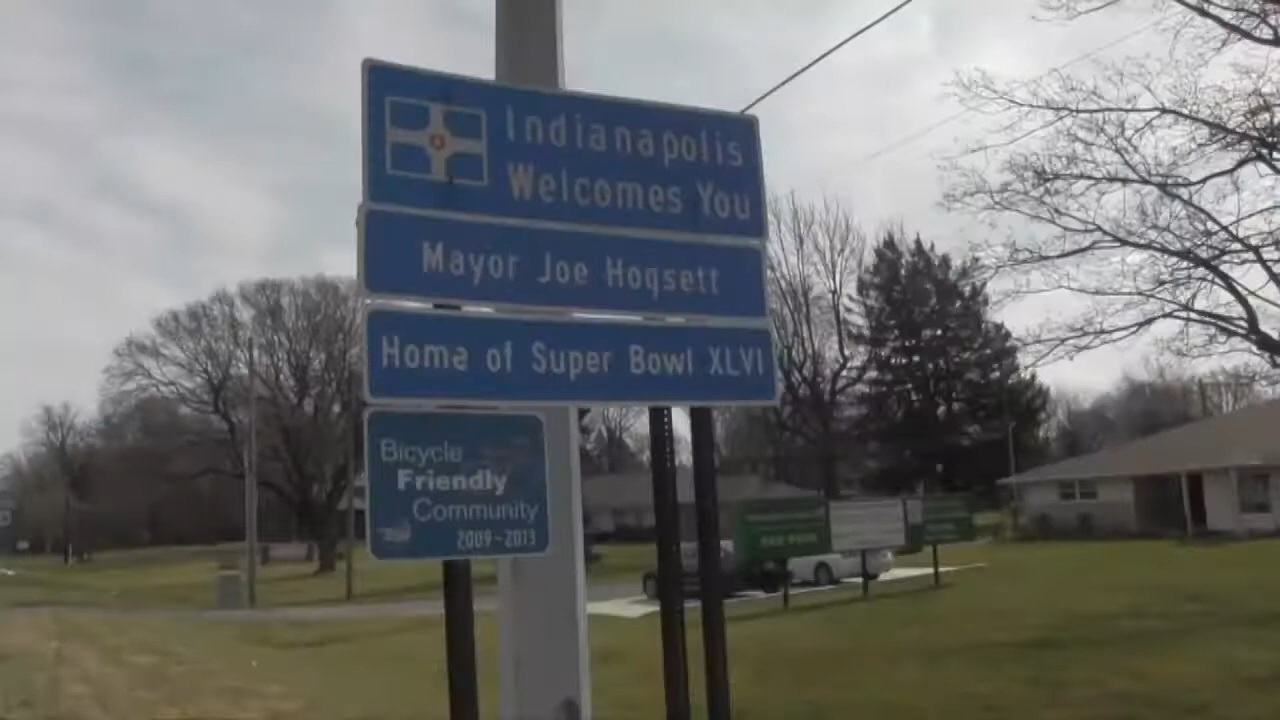 Indianapolis
Welcomes You
Mayor Joe Hogsett
Home of Super Bowl XLVI
Bicycle
Friendly
Community
2009-2013